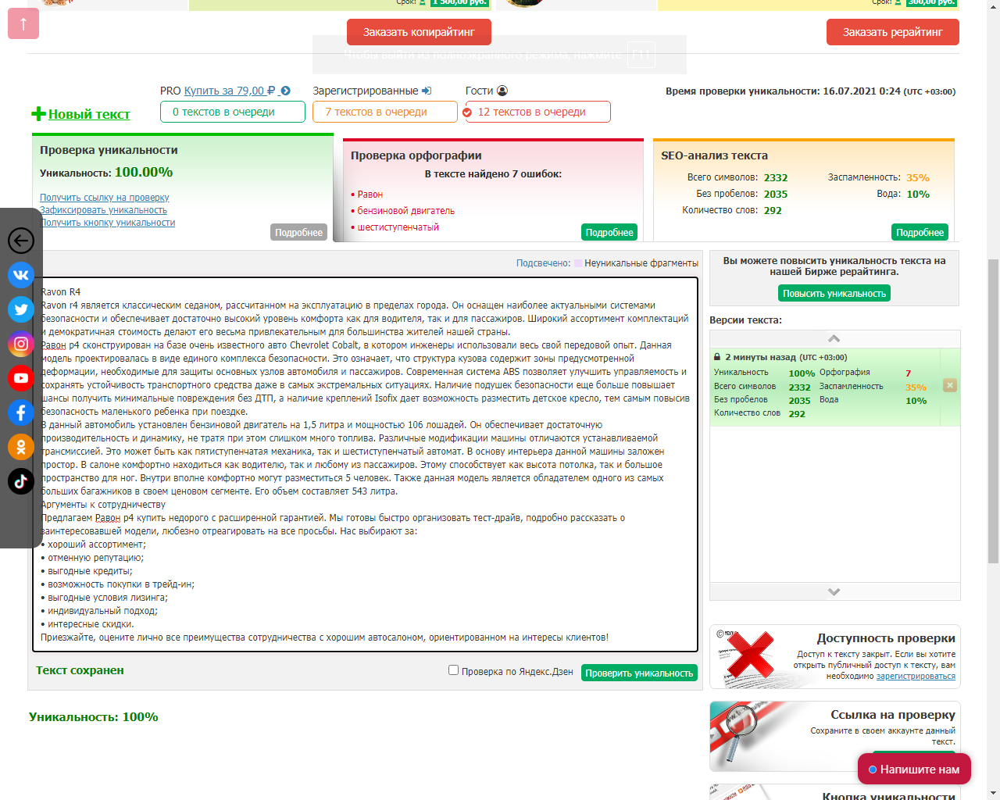 Срок: 1 500,00 руб.
Срок: 300,00 руб.
↑
Заказать копирайтинг
Заказать рерайтинг
Чтобы выйти из полноэкранного режима, нажмите F11
Новый текст
PRO Купить за 79,00 ₽
0 текстов в очереди
Зарегистрированные
7 текстов в очереди
Гости
12 текстов в очереди
Время проверки уникальности: 16.07.2021 0:24 (UTC +03:00)
Проверка уникальности
Уникальность: 100.00%
Получить ссылку на проверку
Зафиксировать уникальность
Получить кнопку уникальности
Подробнее
Проверка орфографии
В тексте найдено 7 ошибок:
• Равон
• бензиновой двигатель
• шестиступенчатый
Подробнее
SEO-анализ текста
Всего символов: 2332
Без пробелов: 2035
Количество слов: 292
Заспамленность: 35%
Вода: 10%
Подробнее
Подсвечено: Неуникальные фрагменты
Ravon R4
Ravon r4 является классическим седаном, рассчитанном на эксплуатацию в пределах города. Он оснащен наиболее актуальными системами
безопасности и обеспечивает достаточно высокий уровень комфорта как для водителя, так и для пассажиров. Широкий ассортимент комплектаций
и демократичная стоимость делают его весьма привлекательным для большинства жителей нашей страны.
Равон р4 сконструирован на базе очень известного авто Chevrolet Cobalt, в котором инженеры использовали весь свой передовой опыт. Данная
модель проектировалась в виде единого комплекса безопасности. Это означает, что структура кузова содержит зоны предусмотренной
деформации, необходимые для защиты основных узлов автомобиля и пассажиров. Современная система ABS позволяет улучшить управляемость и
сохранять устойчивость транспортного средства даже в самых экстремальных ситуациях. Наличие подушек безопасности еще больше повышает
шансы получить минимальные повреждения без ДТП, а наличие креплений Isofix дает возможность разместить детское кресло, тем самым повысив
безопасность маленького ребенка при поездке.
В данный автомобиль установлен бензиновой двигатель на 1,5 литра и мощностью 106 лошадей. Он обеспечивает достаточную
производительность и динамику, не тратя при этом слишком много топлива. Различные модификации машины отличаются устанавливаемой
трансмиссией. Это может быть как пятиступенчатая механика, так и шестиступенчатый автомат. В основу интерьера данной машины заложен
простор. В салоне комфортно находиться как водителю, так и любому из пассажиров. Этому способствует как высота потолка, так и большое
пространство для ног. Внутри вполне комфортно могут разместиться 5 человек. Также данная модель является обладателем одного из самых
больших багажников в своем ценовом сегменте. Его объем составляет 543 литра.
Аргументы к сотрудничеству
Предлагаем Равон р4 купить недорого с расширенной гарантией. Мы готовы быстро организовать тест-драйв, подробно рассказать о
заинтересовавшей модели, любезно отреагировать на все просьбы. Нас выбирают за:
• хороший ассортимент;
• отменную репутацию;
• выгодные кредиты;
• возможность покупки в трейд-ин;
• выгодные условия лизинга;
• индивидуальный подход;
• интересные скидки.
Приезжайте, оцените лично все преимущества сотрудничества с хорошим автосалоном, ориентированном на интересы клиентов!
Текст сохранен
Проверка по Яндекс.Дзен
Проверить уникальность
Уникальность: 100%
Вы можете повысить уникальность текста на
нашей Бирже рерайтинга.
Повысить уникальность
Версии текста:
2 минуты назад (UTC +03:00)
Уникальность 100% Орфография 7
Всего символов 2332 Заспамленность 35%
Без пробелов 2035 Вода 10%
Количество слов 292
Доступность проверки
Доступ к тексту закрыт. Если вы хотите
открыть публичный доступ к тексту, вам
необходимо зарегистрироваться
Ссылка на проверку
Сохраните в своем аккаунте данный
текст.
Напишите нам
Кнопка уникальности